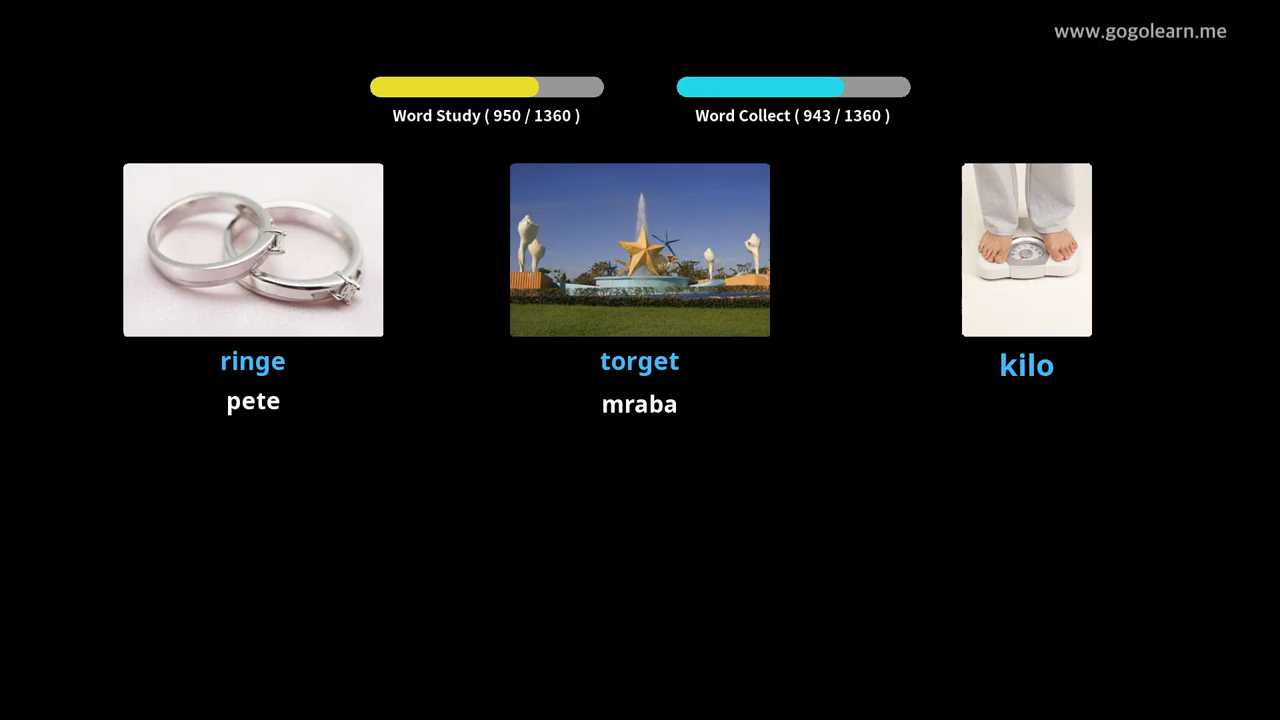 www.gogolearn.me
Word Study ( 950 / 1360 )
Word Collect ( 943 / 1360 )
ringe
pete
torget
mraba
kilo